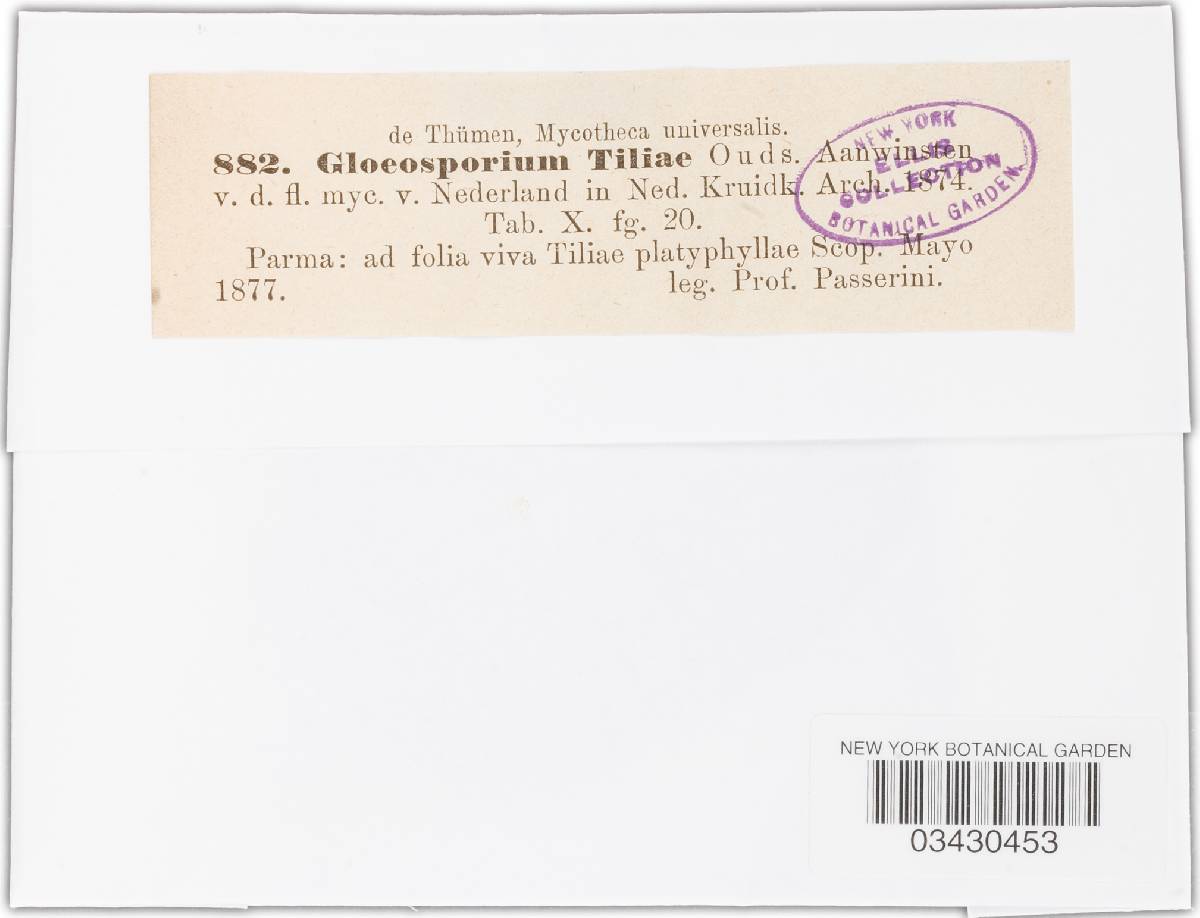 de Thümen, Mycotheca universalis.
882. Gloeosporium Tiliae Ouds. Aanwinsten
v. d. fl. myc. v. Nederland in Ned. Kruidk. Arch. 1874.
Tab. X. fg. 20.
Parma: ad folia viva Tiliae platyphyllae Scop. Mayo
1877. leg. Prof. Passerini.
NEW YORK
ELLIS
COLLECTION
BOTANICAL GARDEN.
NEW YORK BOTANICAL GARDEN
03430453